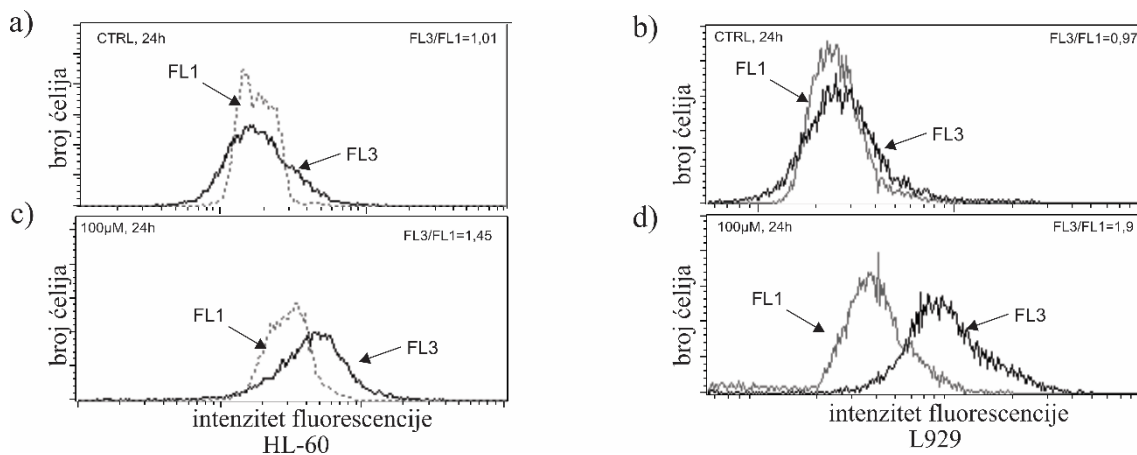 a)
CTRL, 24h
FL3/FL1=1,01
FL1
FL3
broj ćelija
b)
CTRL, 24h
FL3/FL1=0,97
FL1
FL3
broj ćelija
c)
100µM, 24h
FL3/FL1=1,45
FL1
FL3
broj ćelija
intenzitet fluorescencije
HL-60
d)
100µM, 24h
FL3/FL1=1,9
FL1
FL3
broj ćelija
intenzitet fluorescencije
L929